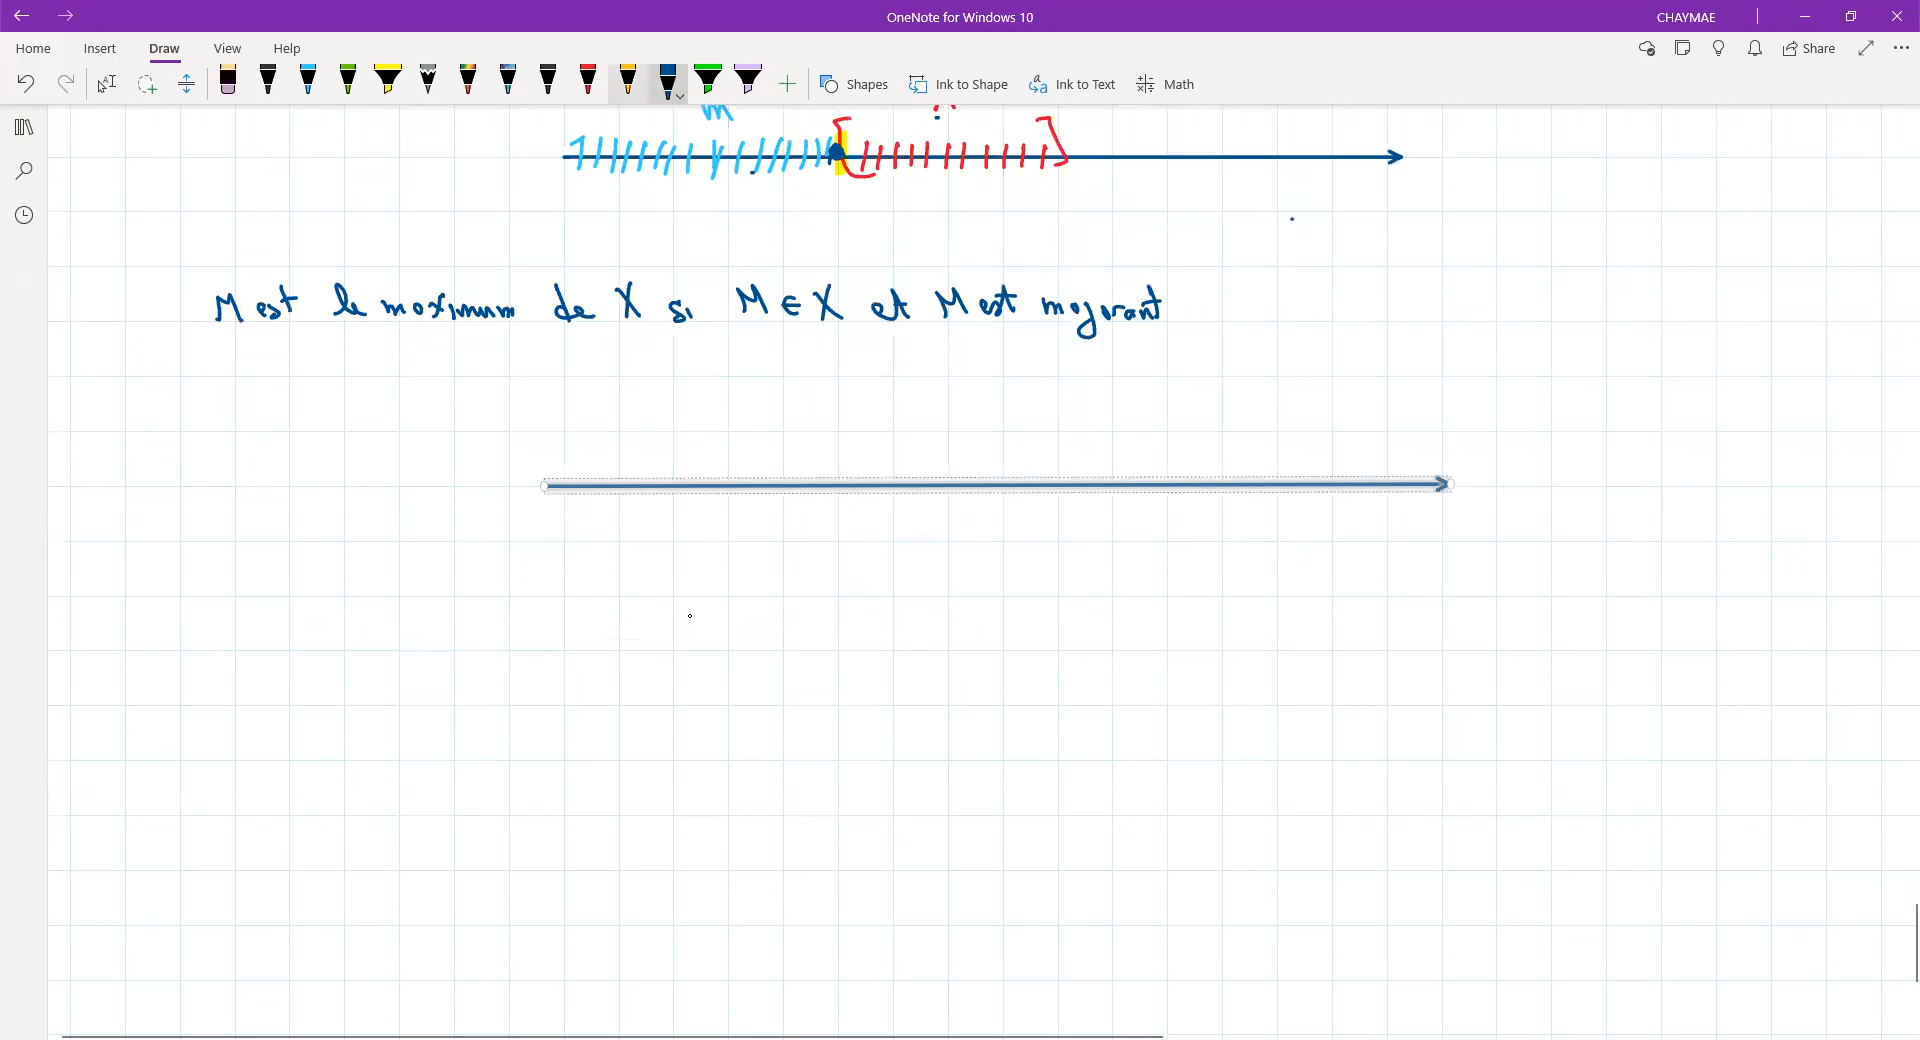 OneNote for Windows 10
CHAYMAE
Home Insert Draw View Help
Share
Shapes Ink to Shape Ink to Text Math
m
M est le maximum de X si M ∈ X et M est majorant